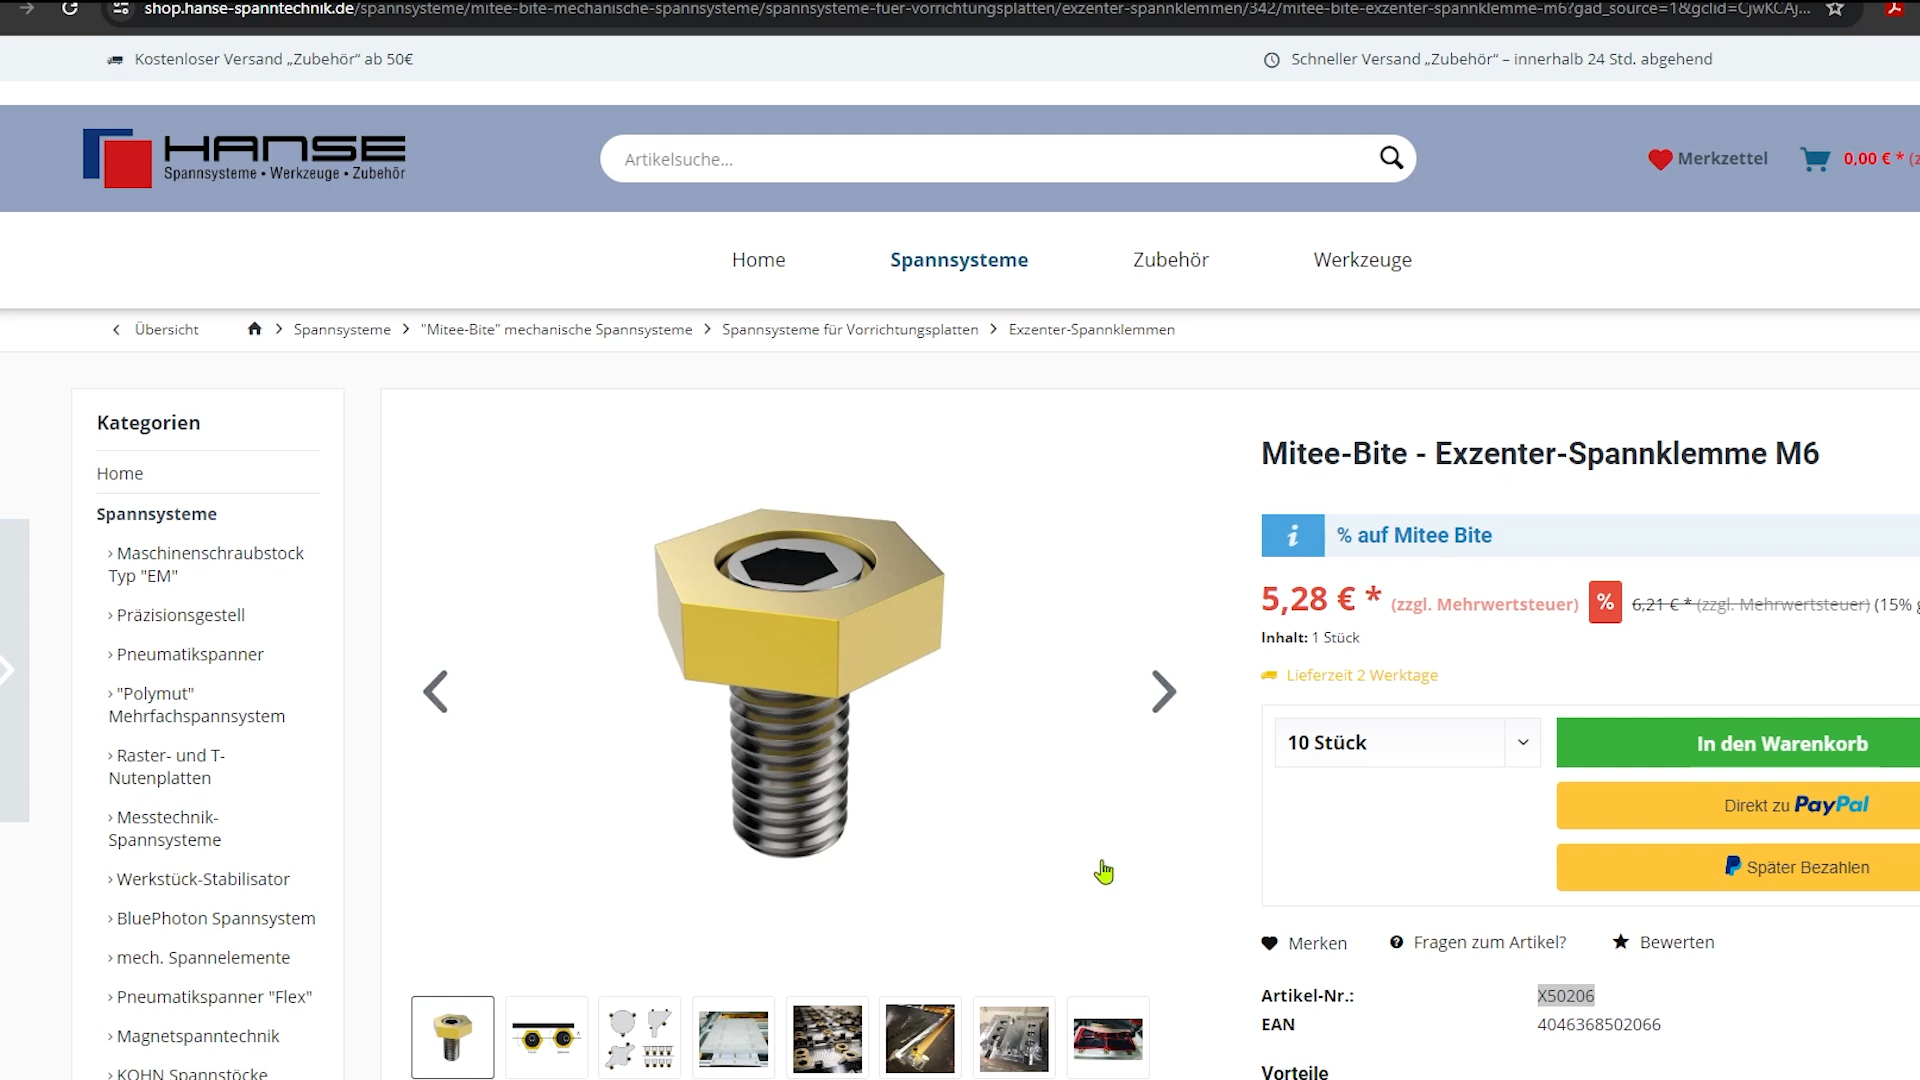 shop.hanse-spanntechnik.de/spannsysteme/mitee-bite-mechanische-spannsysteme/spannsysteme-fuer-vorrichtungsplatten/exzenter-spannklemmen/342/mitee-bite-exzenter-spannklemme-m6?gad_source=1&gclid=CjwKCAj...
Kostenloser Versand „Zubehör“ ab 50€
Schneller Versand „Zubehör“ – innerhalb 24 Std. abgehend
HANSE
Spannsysteme • Werkzeuge • Zubehör
Artikelsuche...
Merkzettel
0,00 € * (z
Home
Spannsysteme
Zubehör
Werkzeuge
Übersicht
Spannsysteme
"Mitee-Bite" mechanische Spannsysteme
Spannsysteme für Vorrichtungsplatten
Exzenter-Spannklemmen
Kategorien
Home
Spannsysteme
Maschinenschraubstock
Typ "EM"
Präzisionsgestell
Pneumatikspanner
"Polymut"
Mehrfachspannsystem
Raster- und T-
Nutenplatten
Messtechnik-
Spannsysteme
Werkstück-Stabilisator
BluePhoton Spannsystem
mech. Spannelemente
Pneumatikspanner "Flex"
Magnetspanntechnik
KOHN Spannstöcke
Mitee-Bite - Exzenter-Spannklemme M6
i % auf Mitee Bite
5,28 € * (zzgl. Mehrwertsteuer) % 6,21 € * (zzgl. Mehrwertsteuer) (15% g
Inhalt: 1 Stück
Lieferzeit 2 Werktage
10 Stück
In den Warenkorb
Direkt zu PayPal
Später Bezahlen
Merken
Fragen zum Artikel?
Bewerten
Artikel-Nr.: X50206
EAN 4046368502066
Vorteile